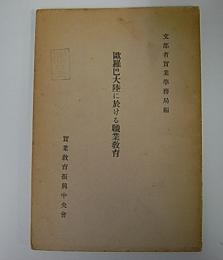 文部省實業學務局編
歐羅巴大陸に於ける職業教育
實業教育振興中央會